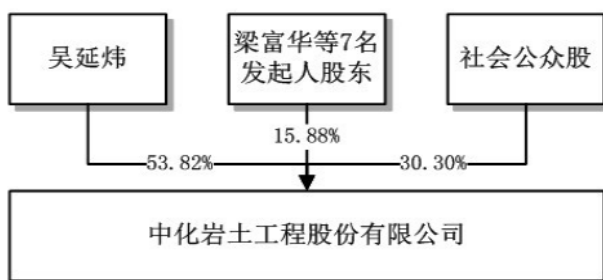 吴延炜
梁富华等7名
发起人股东
社会公众股
15.88%
53.82%
30.30%
中化岩土工程股份有限公司